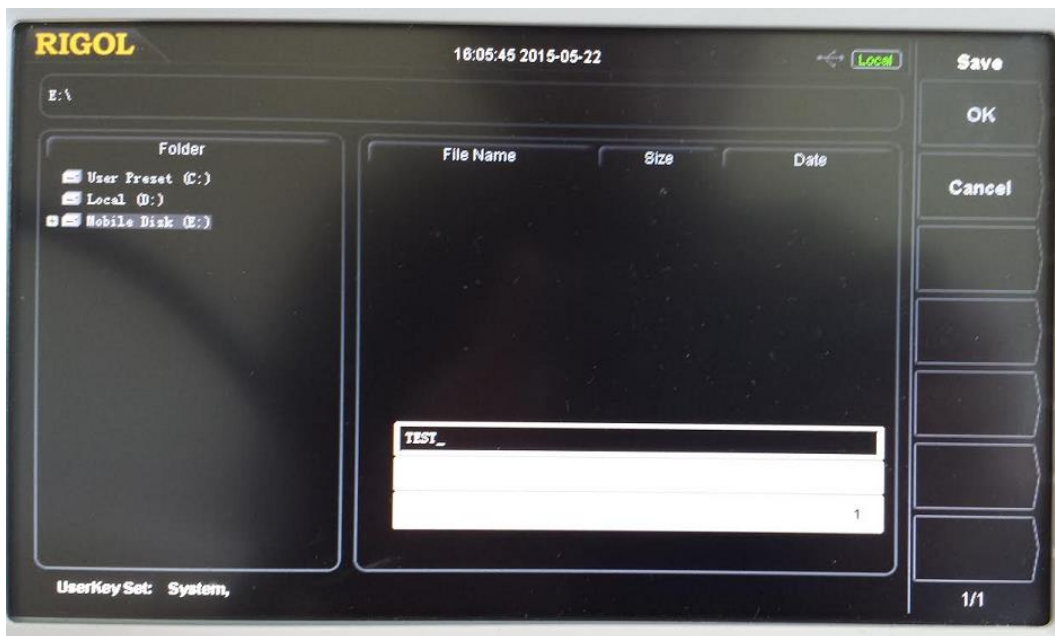 RIGOL
16:05:45 2015-05-22
Local
Save
E:\
OK
Folder
File Name
Size
Date
User Preset (C:)
Local (D:)
Cancel
Mobile Disk (E:)
TEST_
1
UserKey Set: System,
1/1